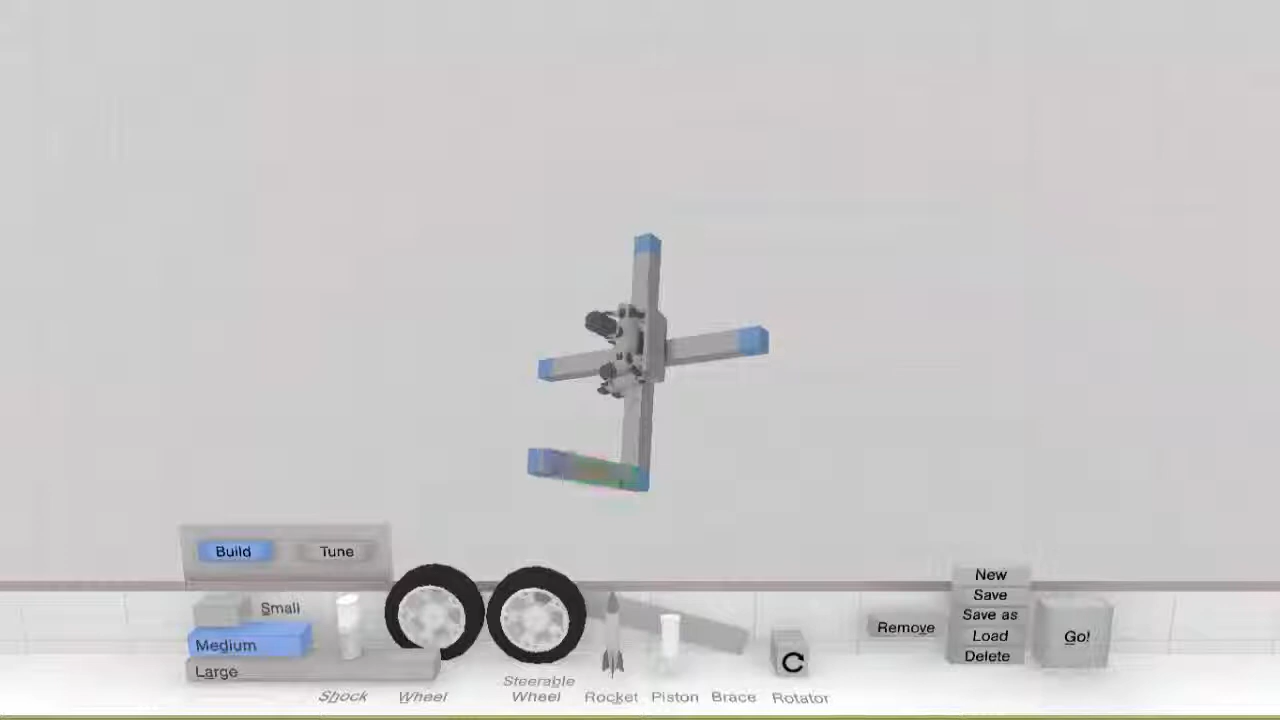 Build
Tune
Small
Medium
Large
Shock
Wheel
Steerable
Wheel
Rocket
Piston
Brace
Rotator
Remove
New
Save
Save as
Load
Delete
Go!